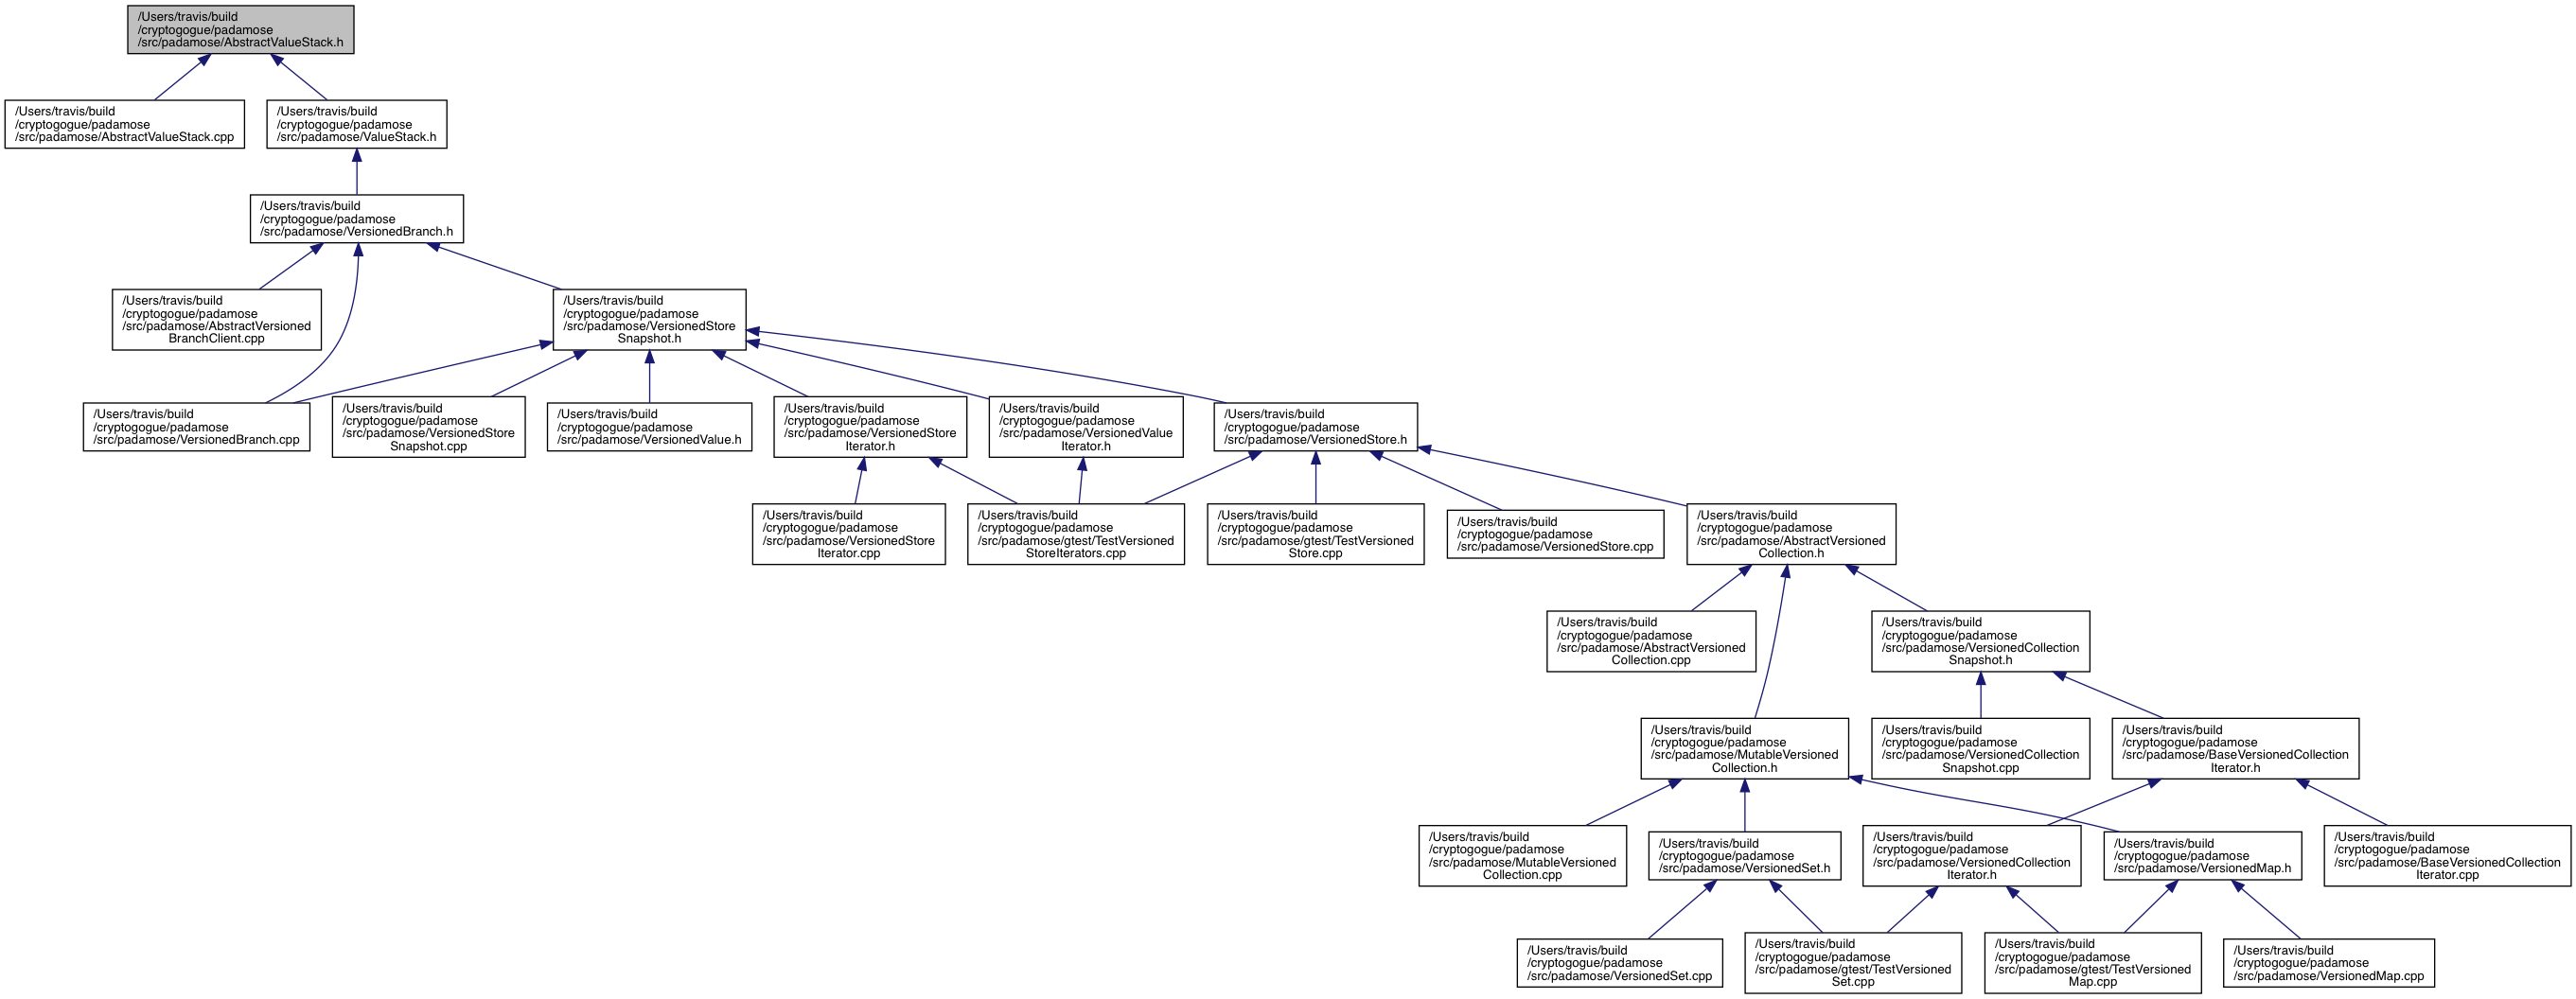 /Users/travis/build
/cryptogogue/padamose
/src/padamose/AbstractValueStack.h
/Users/travis/build
/cryptogogue/padamose
/src/padamose/AbstractValueStack.cpp
/Users/travis/build
/cryptogogue/padamose
/src/padamose/ValueStack.h
/Users/travis/build
/cryptogogue/padamose
/src/padamose/VersionedBranch.h
/Users/travis/build
/cryptogogue/padamose
/src/padamose/AbstractVersioned
BranchClient.cpp
/Users/travis/build
/cryptogogue/padamose
/src/padamose/VersionedStore
Snapshot.h
/Users/travis/build
/cryptogogue/padamose
/src/padamose/VersionedBranch.cpp
/Users/travis/build
/cryptogogue/padamose
/src/padamose/VersionedStore
Snapshot.cpp
/Users/travis/build
/cryptogogue/padamose
/src/padamose/VersionedValue.h
/Users/travis/build
/cryptogogue/padamose
/src/padamose/VersionedStore
Iterator.h
/Users/travis/build
/cryptogogue/padamose
/src/padamose/VersionedValue
Iterator.h
/Users/travis/build
/cryptogogue/padamose
/src/padamose/VersionedStore.h
/Users/travis/build
/cryptogogue/padamose
/src/padamose/VersionedStore
Iterator.cpp
/Users/travis/build
/cryptogogue/padamose
/src/padamose/gtest/TestVersioned
StoreIterators.cpp
/Users/travis/build
/cryptogogue/padamose
/src/padamose/gtest/TestVersioned
Store.cpp
/Users/travis/build
/cryptogogue/padamose
/src/padamose/VersionedStore.cpp
/Users/travis/build
/cryptogogue/padamose
/src/padamose/AbstractVersioned
Collection.h
/Users/travis/build
/cryptogogue/padamose
/src/padamose/AbstractVersioned
Collection.cpp
/Users/travis/build
/cryptogogue/padamose
/src/padamose/VersionedCollection
Snapshot.h
/Users/travis/build
/cryptogogue/padamose
/src/padamose/MutableVersioned
Collection.h
/Users/travis/build
/cryptogogue/padamose
/src/padamose/VersionedCollection
Snapshot.cpp
/Users/travis/build
/cryptogogue/padamose
/src/padamose/BaseVersionedCollection
Iterator.h
/Users/travis/build
/cryptogogue/padamose
/src/padamose/MutableVersioned
Collection.cpp
/Users/travis/build
/cryptogogue/padamose
/src/padamose/VersionedSet.h
/Users/travis/build
/cryptogogue/padamose
/src/padamose/VersionedCollection
Iterator.h
/Users/travis/build
/cryptogogue/padamose
/src/padamose/VersionedMap.h
/Users/travis/build
/cryptogogue/padamose
/src/padamose/BaseVersionedCollection
Iterator.cpp
/Users/travis/build
/cryptogogue/padamose
/src/padamose/VersionedSet.cpp
/Users/travis/build
/cryptogogue/padamose
/src/padamose/gtest/TestVersioned
Set.cpp
/Users/travis/build
/cryptogogue/padamose
/src/padamose/gtest/TestVersioned
Map.cpp
/Users/travis/build
/cryptogogue/padamose
/src/padamose/VersionedMap.cpp